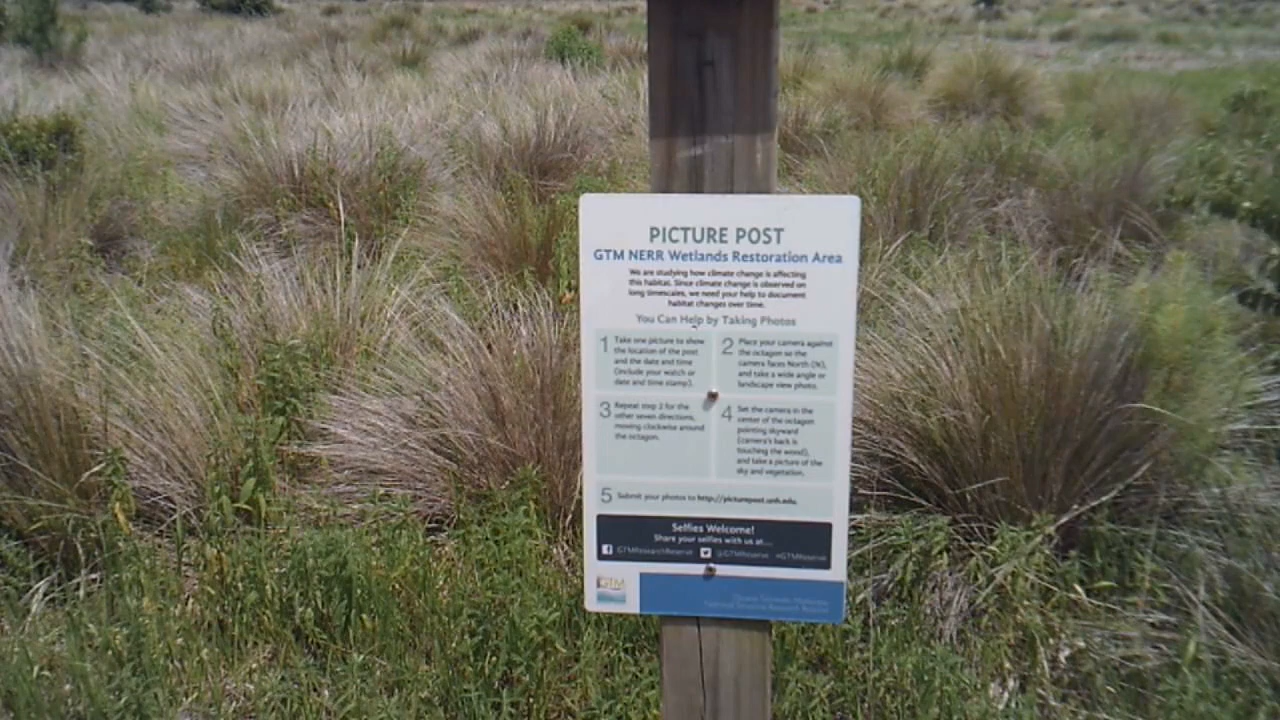 PICTURE POST
GTM NERR Wetlands Restoration Area
We are studying how climate change is affecting
this habitat. Since climate change is observed on
long timescales, we need your help to document
habitat changes over time.
You Can Help by Taking Photos
1 Take one picture to show
the location of the post
and the date and time
(include your watch or
date and time stamp).
2 Place your camera against
the octagon so the
camera faces North (N),
and take a wide angle or
landscape view photo.
3 Repeat step 2 for the
other seven directions,
moving clockwise around
the octagon.
4 Set the camera in the
center of the octagon
pointing skyward
(camera's back is
touching the wood),
and take a picture of the
sky and vegetation.
5 Submit your photos to http://picturepost.unh.edu.
Selfies Welcome!
Share your selfies with us at...
GTMResearchReserve @GTMReserve #GTMReserve
GTM